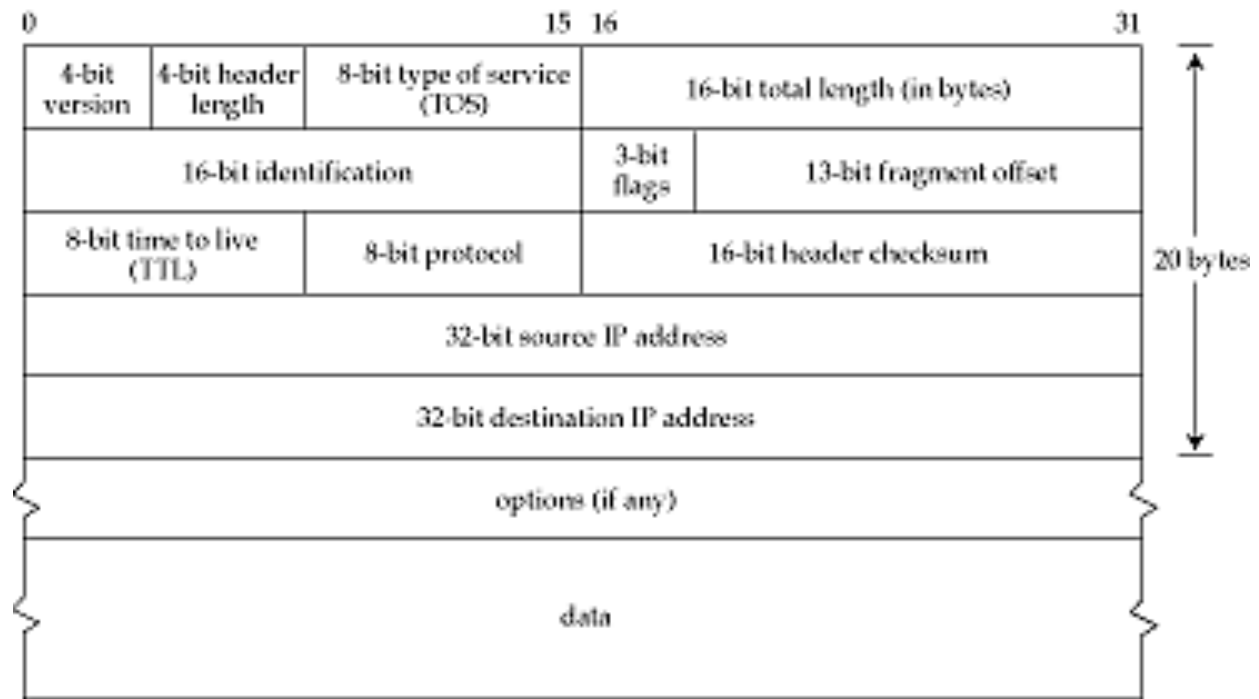 0 15 16 31
4-bit version
4-bit header length
8-bit type of service (TOS)
16-bit total length (in bytes)
16-bit identification
3-bit flags
13-bit fragment offset
8-bit time to live (TTL)
8-bit protocol
16-bit header checksum
20 bytes
32-bit source IP address
32-bit destination IP address
options (if any)
data